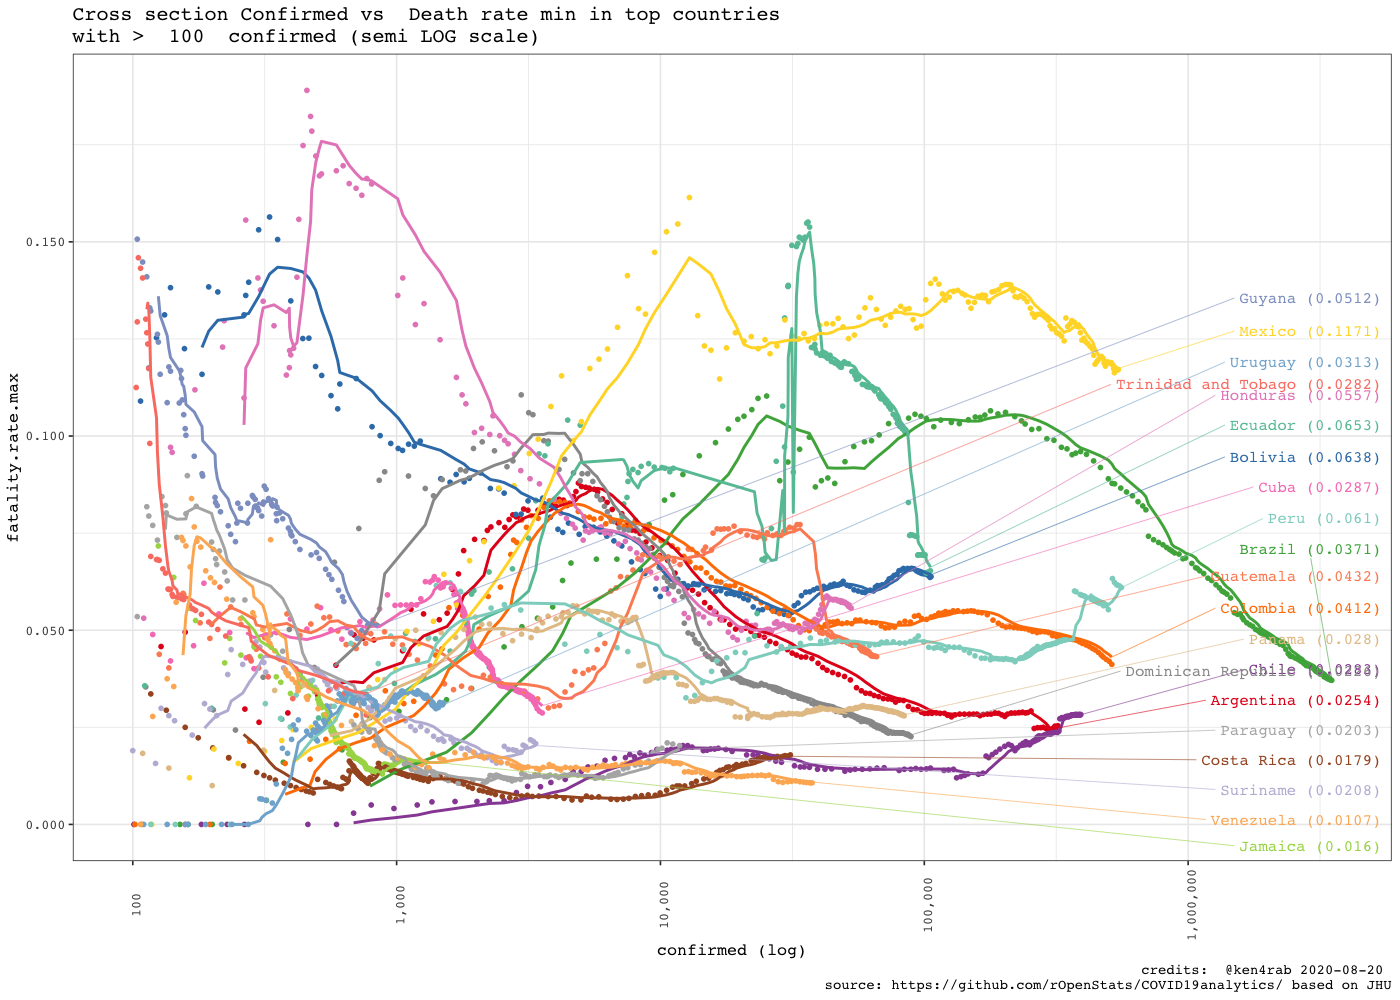 Cross section Confirmed vs  Death rate min in top countries
with >  100  confirmed (semi LOG scale)
fatality.rate.max
0.150
0.100
0.050
0.000
Guyana (0.0512)
Mexico (0.1171)
Uruguay (0.0313)
Trinidad and Tobago (0.0282)
Honduras (0.0557)
Ecuador (0.0653)
Bolivia (0.0638)
Cuba (0.0287)
Peru (0.061)
Brazil (0.0371)
Guatemala (0.0432)
Colombia (0.0412)
Panama (0.028)
Chile
Dominican Republic
Argentina (0.0254)
Paraguay (0.0203)
Costa Rica (0.0179)
Suriname (0.0208)
Venezuela (0.0107)
Jamaica (0.016)
100
1,000
10,000
100,000
1,000,000
confirmed (log)
credits:  @ken4rab 2020-08-20
source: https://github.com/rOpenStats/COVID19analytics/ based on JHU